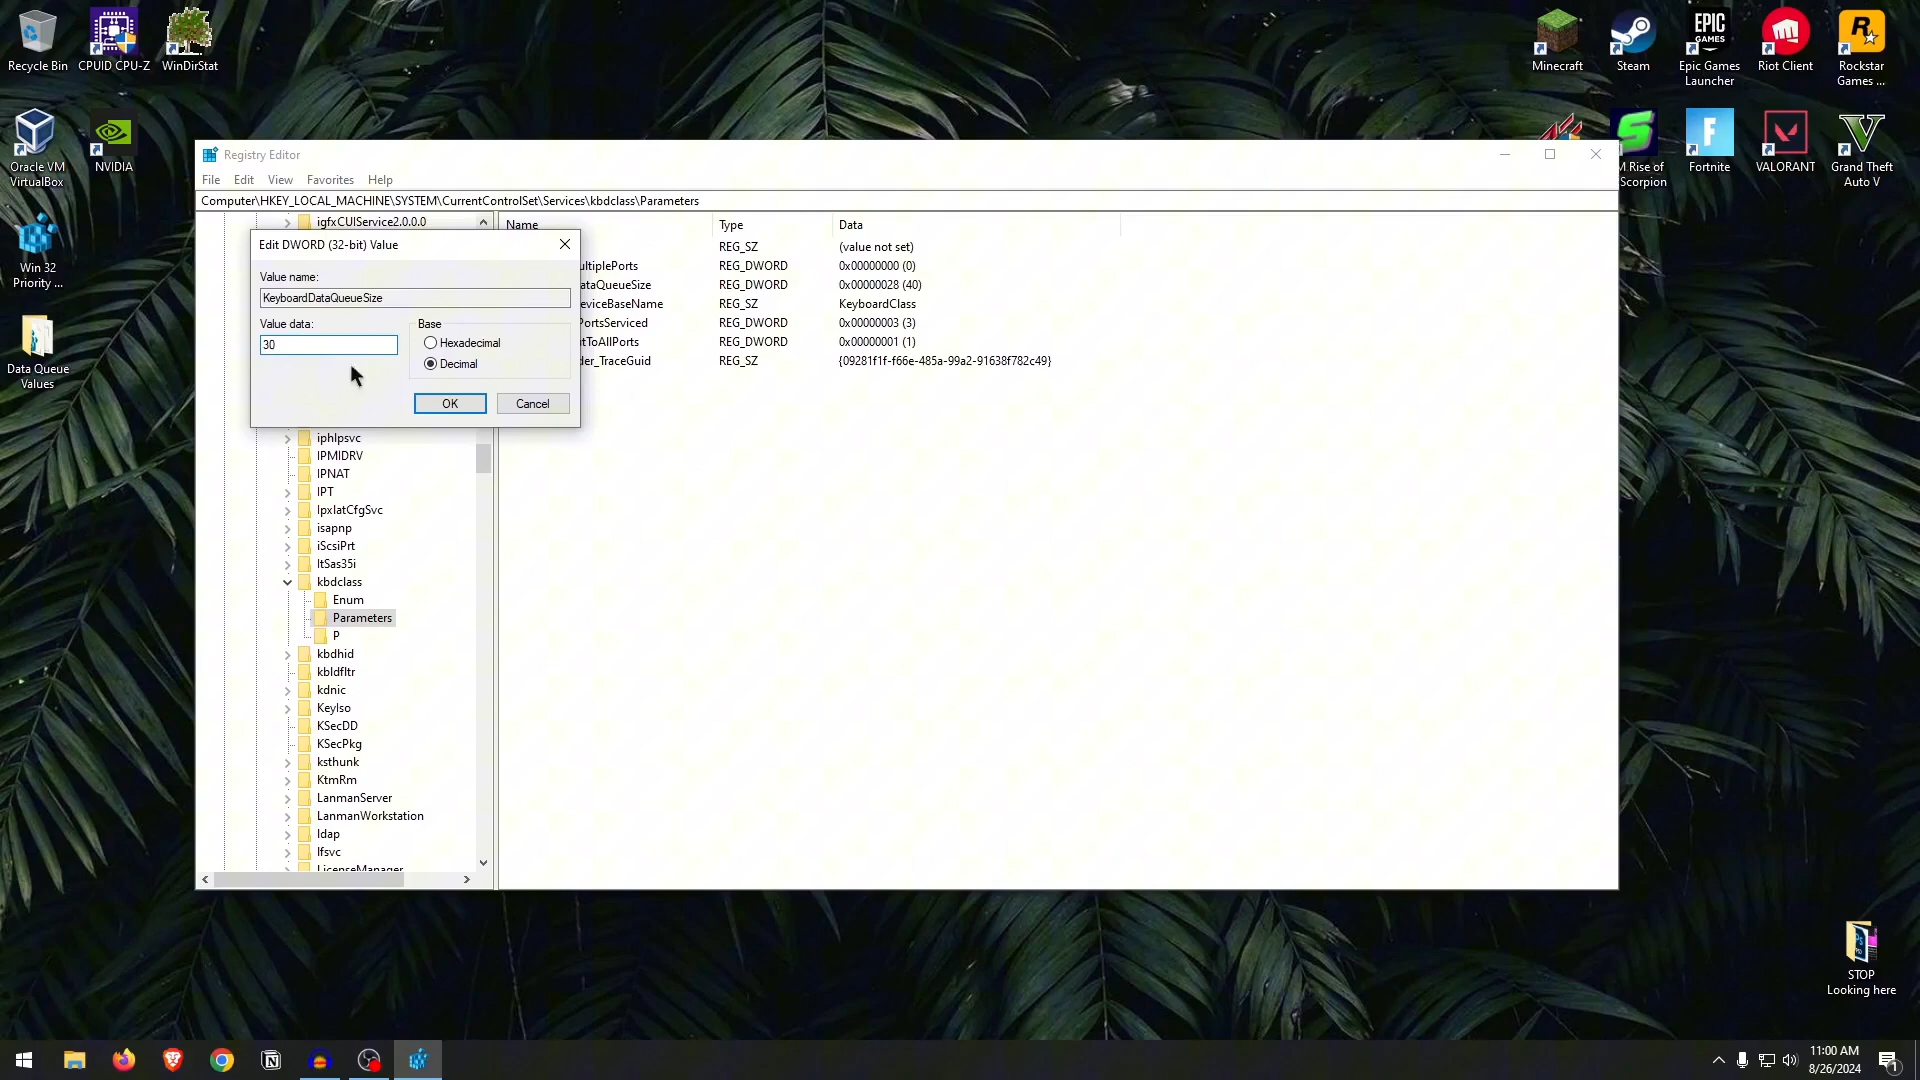 Recycle Bin
CPUID CPU-Z
WinDirStat
Oracle VM
VirtualBox
NVIDIA
Win 32
Priority ...
Data Queue
Values
Minecraft
Steam
EPIC
GAMES
Epic Games
Launcher
Riot Client
Rockstar
Games ...
M Rise of
Scorpion
Fortnite
VALORANT
Grand Theft
Auto V
STOP
Looking here
Registry Editor
File Edit View Favorites Help
Computer\HKEY_LOCAL_MACHINE\SYSTEM\CurrentControlSet\Services\kbdclass\Parameters
Name Type Data
REG_SZ (value not set)
ultiplePorts REG_DWORD 0x00000000 (0)
ataQueueSize REG_DWORD 0x00000028 (40)
eviceBaseName REG_SZ KeyboardClass
PortsServiced REG_DWORD 0x00000003 (3)
tToAllPorts REG_DWORD 0x00000001 (1)
der_TraceGuid REG_SZ {09281f1f-f66e-485a-99a2-91638f782c49}
igfxCUIService2.0.0.0
Edit DWORD (32-bit) Value
Value name:
KeyboardDataQueueSize
Value data:
30
Base
Hexadecimal
Decimal
OK
Cancel
iphlpsvc
IPMIDRV
IPNAT
IPT
IpxlatCfgSvc
isapnp
iScsiPrt
ItSas35i
kbdclass
Enum
Parameters
P
kbdhid
kbldfltr
kdnic
KeyIso
KSecDD
KSecPkg
ksthunk
KtmRm
LanmanServer
LanmanWorkstation
ldap
lfsvc
LicenseManager
11:00 AM
8/26/2024
1